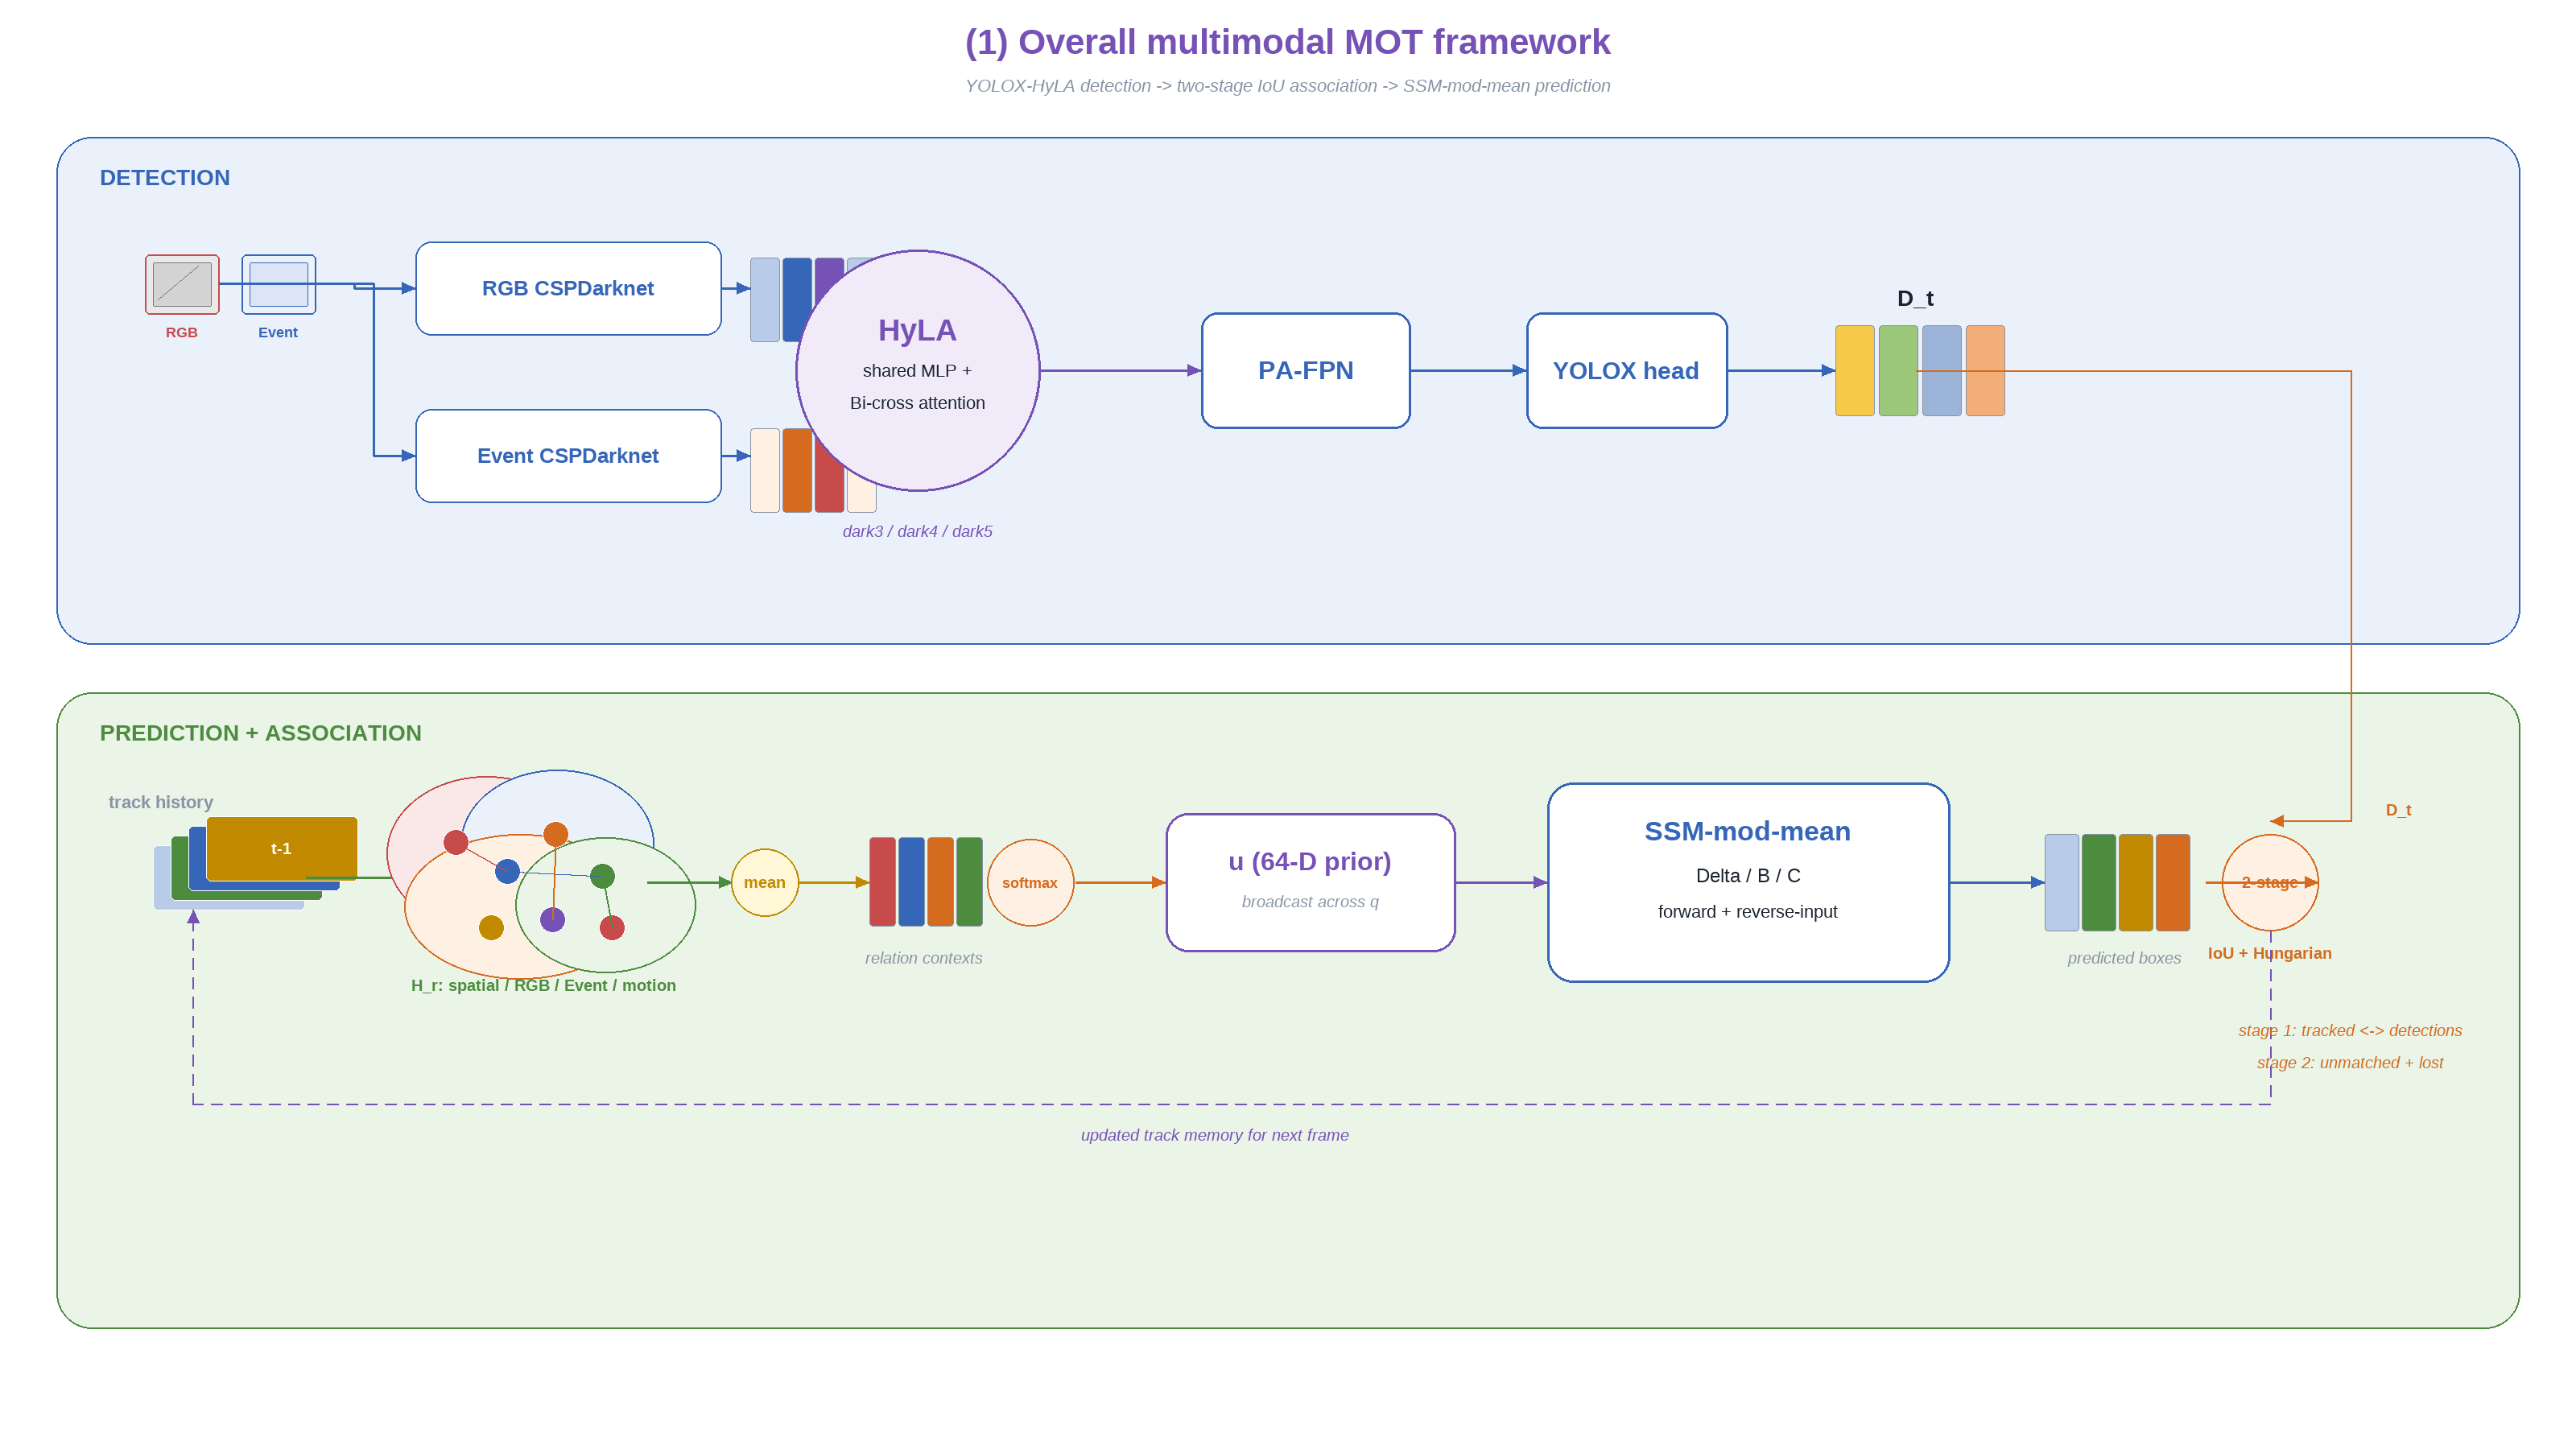 (1) Overall multimodal MOT framework
YOLOX-HyLA detection -> two-stage IoU association -> SSM-mod-mean prediction
DETECTION
RGB
Event
RGB CSPDarknet
Event CSPDarknet
HyLA
shared MLP +
Bi-cross attention
dark3 / dark4 / dark5
PA-FPN
YOLOX head
D_t
PREDICTION + ASSOCIATION
track history
t-1
H_r: spatial / RGB / Event / motion
mean
relation contexts
softmax
u (64-D prior)
broadcast across q
SSM-mod-mean
Delta / B / C
forward + reverse-input
predicted boxes
D_t
2-stage
IoU + Hungarian
stage 1: tracked <-> detections
stage 2: unmatched + lost
updated track memory for next frame